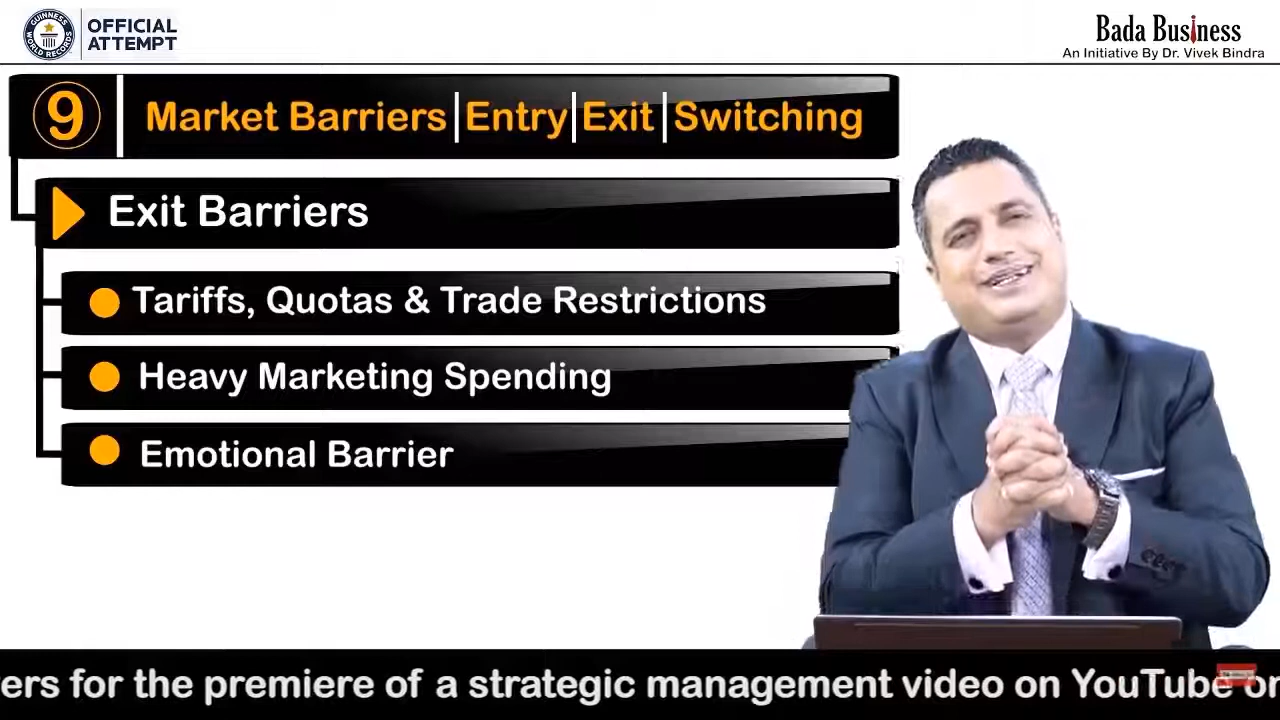 GUINNESS
WORLD RECORDS
OFFICIAL
ATTEMPT
Bada Business
An Initiative By Dr. Vivek Bindra
9 Market Barriers|Entry|Exit|Switching
Exit Barriers
Tariffs, Quotas & Trade Restrictions
Heavy Marketing Spending
Emotional Barrier
ers for the premiere of a strategic management video on YouTube on